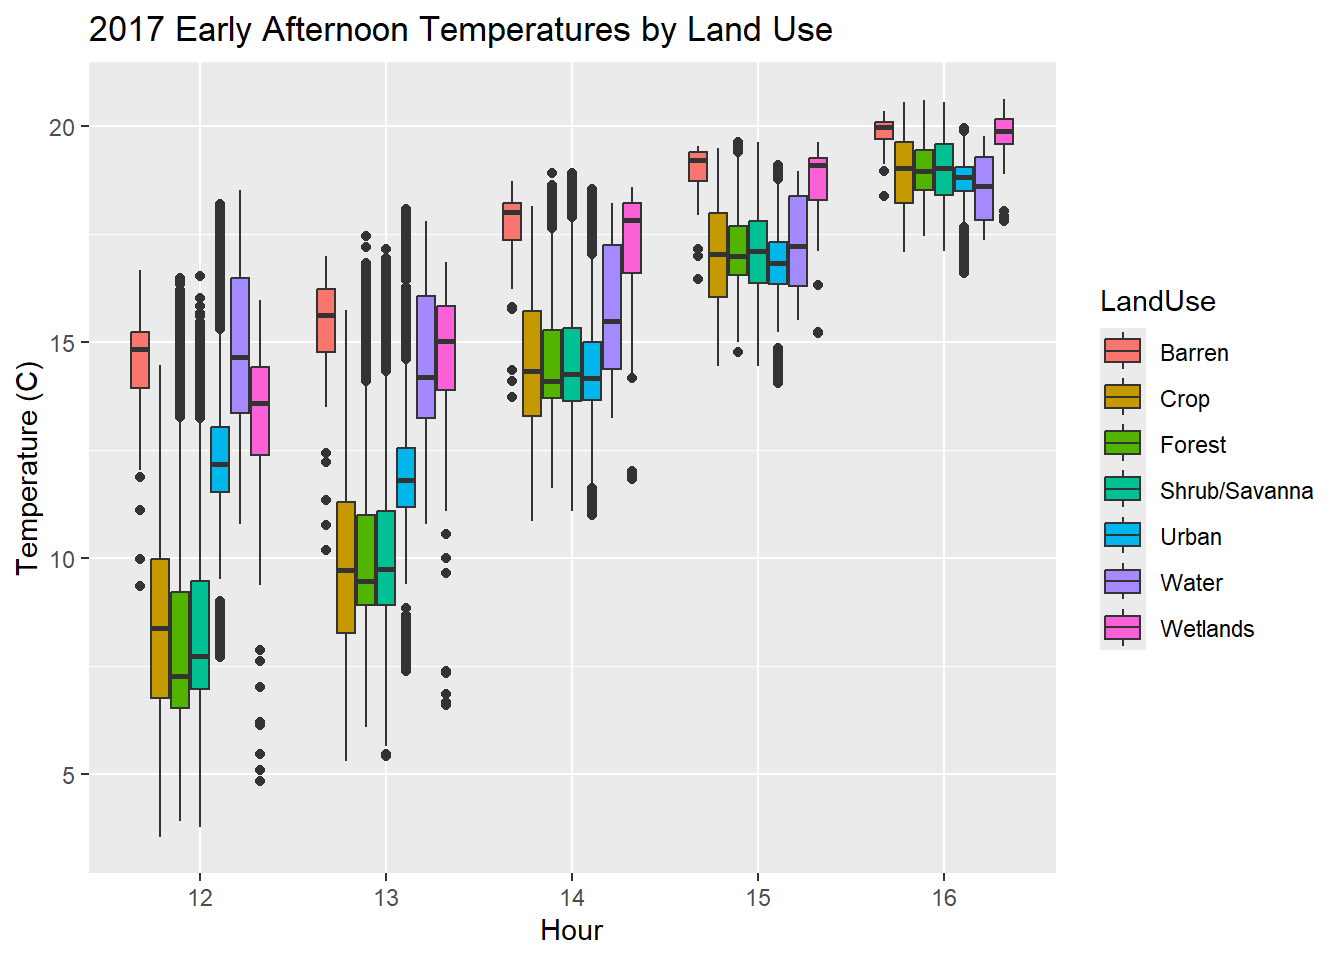 2017 Early Afternoon Temperatures by Land Use
Temperature (C)
20
15
10
5
12
13
14
15
16
Hour
LandUse
Barren
Crop
Forest
Shrub/Savanna
Urban
Water
Wetlands